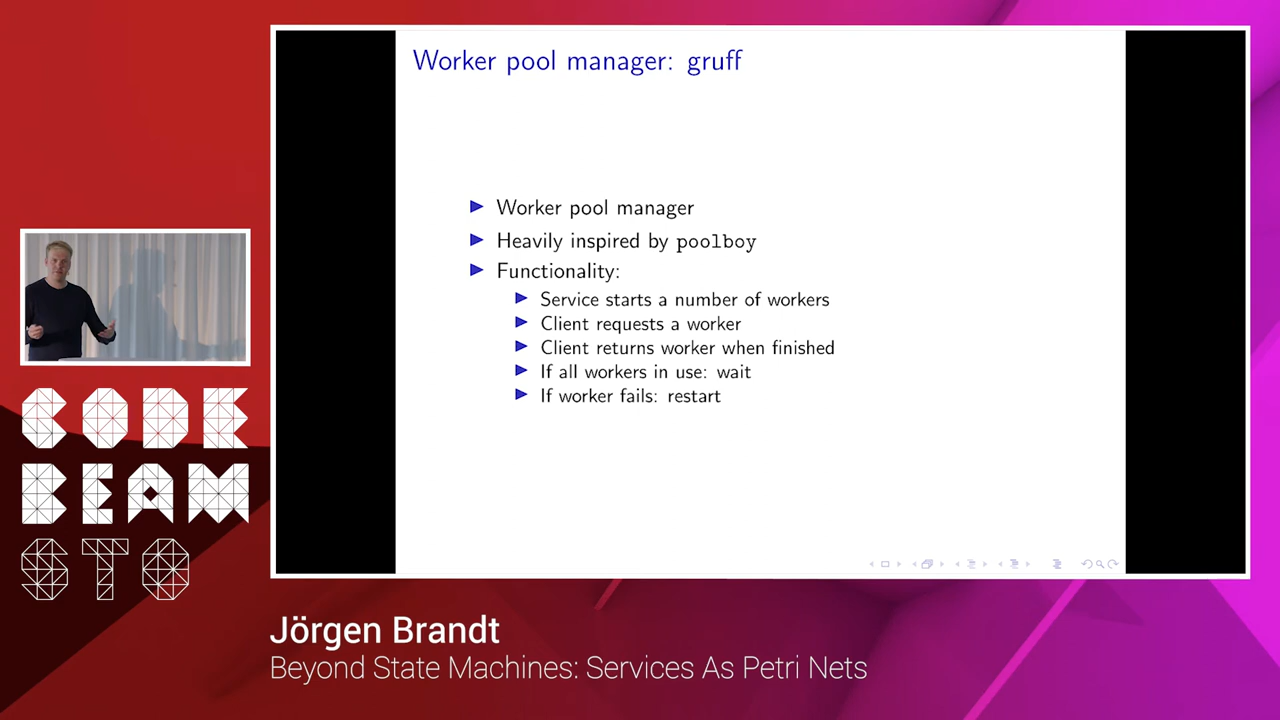 Worker pool manager: gruff
Worker pool manager
Heavily inspired by poolboy
Functionality:
Service starts a number of workers
Client requests a worker
Client returns worker when finished
If all workers in use: wait
If worker fails: restart
CODE
BEAM
STO
Jörgen Brandt
Beyond State Machines: Services As Petri Nets